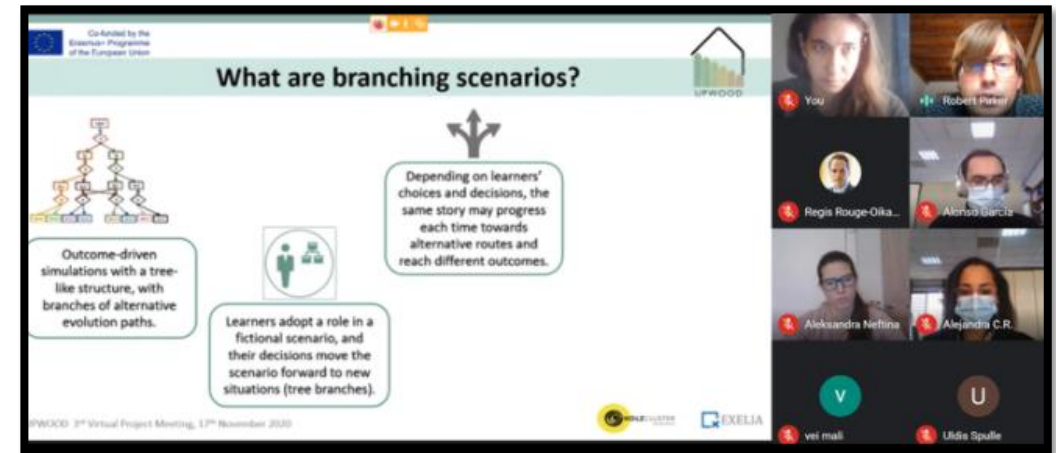 Co-funded by the
Erasmus+ Programme
of the European Union
What are branching scenarios?
UPWOOD
Outcome-driven
simulations with a tree-
like structure, with
branches of alternative
evolution paths.
Learners adopt a role in a
fictional scenario, and
their decisions move the
scenario forward to new
situations (tree branches).
Depending on learners'
choices and decisions, the
same story may progress
each time towards
alternative routes and
reach different outcomes.
UPWOOD 3rd Virtual Project Meeting, 17th November 2020
HOLZCLUSTER
EXELIA
You
Robert Pirker
Regis Rouge-Oika...
Alonso García
Aleksandra Neftina
Alejandra C.R.
V
vei mali
U
Uldis Spulle